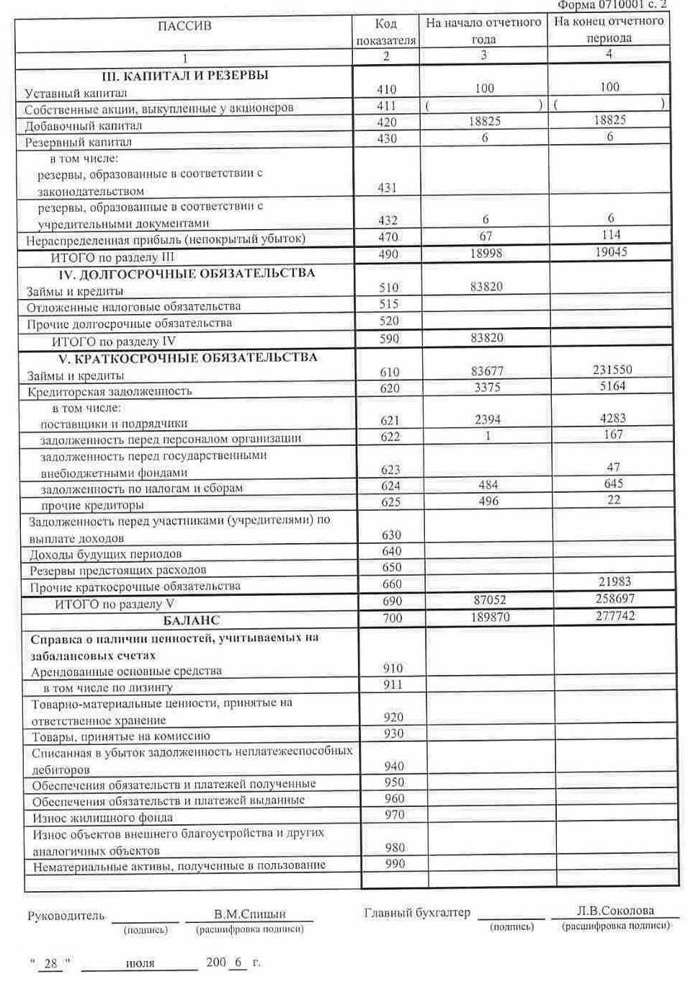 Форма 0710001 с. 2
ПАССИВ Код показателя На начало отчетного года На конец отчетного периода
1 2 3 4
III. КАПИТАЛ И РЕЗЕРВЫ
Уставный капитал 410 100 100
Собственные акции, выкупленные у акционеров 411 ( ) ( )
Добавочный капитал 420 18825 18825
Резервный капитал 430 6 6
в том числе:
резервы, образованные в соответствии с
законодательством 431
резервы, образованные в соответствии с
учредительными документами 432 6 6
Нераспределенная прибыль (непокрытый убыток) 470 67 114
ИТОГО по разделу III 490 18998 19045
IV. ДОЛГОСРОЧНЫЕ ОБЯЗАТЕЛЬСТВА
Займы и кредиты 510 83820
Отложенные налоговые обязательства 515
Прочие долгосрочные обязательства 520
ИТОГО по разделу IV 590 83820
V. КРАТКОСРОЧНЫЕ ОБЯЗАТЕЛЬСТВА
Займы и кредиты 610 83677 231550
Кредиторская задолженность 620 3375 5164
в том числе:
поставщики и подрядчики 621 2394 4283
задолженность перед персоналом организации 622 1 167
задолженность перед государственными
внебюджетными фондами 623 47
задолженность по налогам и сборам 624 484 645
прочие кредиторы 625 496 22
Задолженность перед участниками (учредителями) по
выплате доходов 630
Доходы будущих периодов 640
Резервы предстоящих расходов 650
Прочие краткосрочные обязательства 660 21983
ИТОГО по разделу V 690 87052 258697
БАЛАНС 700 189870 277742
Справка о наличии ценностей, учитываемых на
забалансовых счетах
Арендованные основные средства 910
в том числе по лизингу 911
Товарно-материальные ценности, принятые на
ответственное хранение 920
Товары, принятые на комиссию 930
Списанная в убыток задолженность неплатежеспособных
дебиторов 940
Обеспечения обязательств и платежей полученные 950
Обеспечения обязательств и платежей выданные 960
Износ жилищного фонда 970
Износ объектов внешнего благоустройства и других
аналогичных объектов 980
Нематериальные активы, полученные в пользование 990
Руководитель В.М.Спицын Главный бухгалтер Л.В.Соколова
(подпись) (расшифровка подписи) (подпись) (расшифровка подписи)
" 28 " июля 200 6 г.